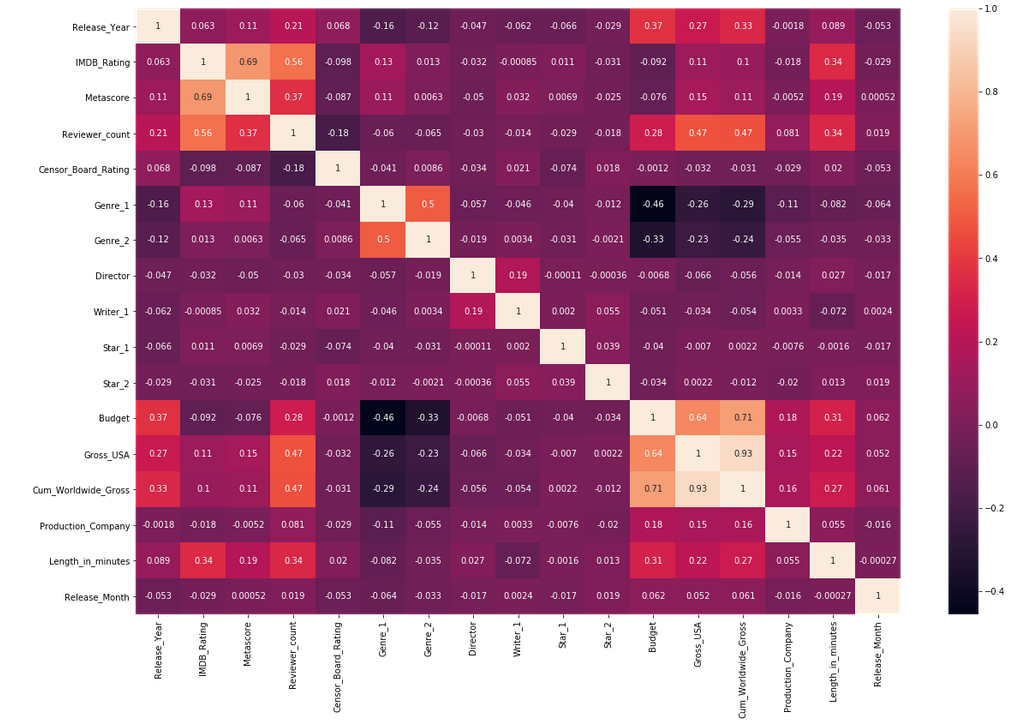 Release_Year 1 0.063 0.11 0.21 0.068 -0.16 -0.12 -0.047 -0.062 -0.066 -0.029 0.37 0.27 0.33 -0.0018 0.089 -0.053
IMDB_Rating 0.063 1 0.69 0.56 -0.098 0.13 0.013 -0.032 -0.00085 0.011 -0.031 -0.092 0.11 0.1 -0.018 0.34 -0.029
Metascore 0.11 0.69 1 0.37 -0.087 0.11 0.0063 -0.05 0.032 0.0069 -0.025 -0.076 0.15 0.11 -0.0052 0.19 0.00052
Reviewer_count 0.21 0.56 0.37 1 -0.18 -0.06 -0.065 -0.03 -0.014 -0.029 -0.018 0.28 0.47 0.47 0.081 0.34 0.019
Censor_Board_Rating 0.068 -0.098 -0.087 -0.18 1 -0.041 0.0086 -0.034 0.021 -0.074 0.018 -0.0012 -0.032 -0.031 -0.029 0.02 -0.053
Genre_1 -0.16 0.13 0.11 -0.06 -0.041 1 0.5 -0.057 -0.046 -0.04 -0.012 -0.46 -0.26 -0.29 -0.11 -0.082 -0.064
Genre_2 -0.12 0.013 0.0063 -0.065 0.0086 0.5 1 -0.019 0.0034 -0.031 -0.0021 -0.33 -0.23 -0.24 -0.055 -0.035 -0.033
Director -0.047 -0.032 -0.05 -0.03 -0.034 -0.057 -0.019 1 0.19 -0.00011 -0.00036 -0.0068 -0.066 -0.056 -0.014 0.027 -0.017
Writer_1 -0.062 -0.00085 0.032 -0.014 0.021 -0.046 0.0034 0.19 1 0.002 0.055 -0.051 -0.034 -0.054 0.0033 -0.072 0.0024
Star_1 -0.066 0.011 0.0069 -0.029 -0.074 -0.04 -0.031 -0.00011 0.002 1 0.039 -0.04 -0.007 0.0022 -0.0076 -0.0016 -0.017
Star_2 -0.029 -0.031 -0.025 -0.018 0.018 -0.012 -0.0021 -0.00036 0.055 0.039 1 -0.034 0.0022 -0.012 -0.02 0.013 0.019
Budget 0.37 -0.092 -0.076 0.28 -0.0012 -0.46 -0.33 -0.0068 -0.051 -0.04 -0.034 1 0.64 0.71 0.18 0.31 0.062
Gross_USA 0.27 0.11 0.15 0.47 -0.032 -0.26 -0.23 -0.066 -0.034 -0.007 0.0022 0.64 1 0.93 0.15 0.22 0.052
Cum_Worldwide_Gross 0.33 0.1 0.11 0.47 -0.031 -0.29 -0.24 -0.056 -0.054 0.0022 -0.012 0.71 0.93 1 0.16 0.27 0.061
Production_Company -0.0018 -0.018 -0.0052 0.081 -0.029 -0.11 -0.055 -0.014 0.0033 -0.0076 -0.02 0.18 0.15 0.16 1 0.055 -0.016
Length_in_minutes 0.089 0.34 0.19 0.34 0.02 -0.082 -0.035 0.027 -0.072 -0.0016 0.013 0.31 0.22 0.27 0.055 1 -0.00027
Release_Month -0.053 -0.029 0.00052 0.019 -0.053 -0.064 -0.033 -0.017 0.0024 -0.017 0.019 0.062 0.052 0.061 -0.016 -0.00027 1
Release_Year
IMDB_Rating
Metascore
Reviewer_count
Censor_Board_Rating
Genre_1
Genre_2
Director
Writer_1
Star_1
Star_2
Budget
Gross_USA
Cum_Worldwide_Gross
Production_Company
Length_in_minutes
Release_Month
1.0
0.8
0.6
0.4
0.2
0.0
−0.2
−0.4